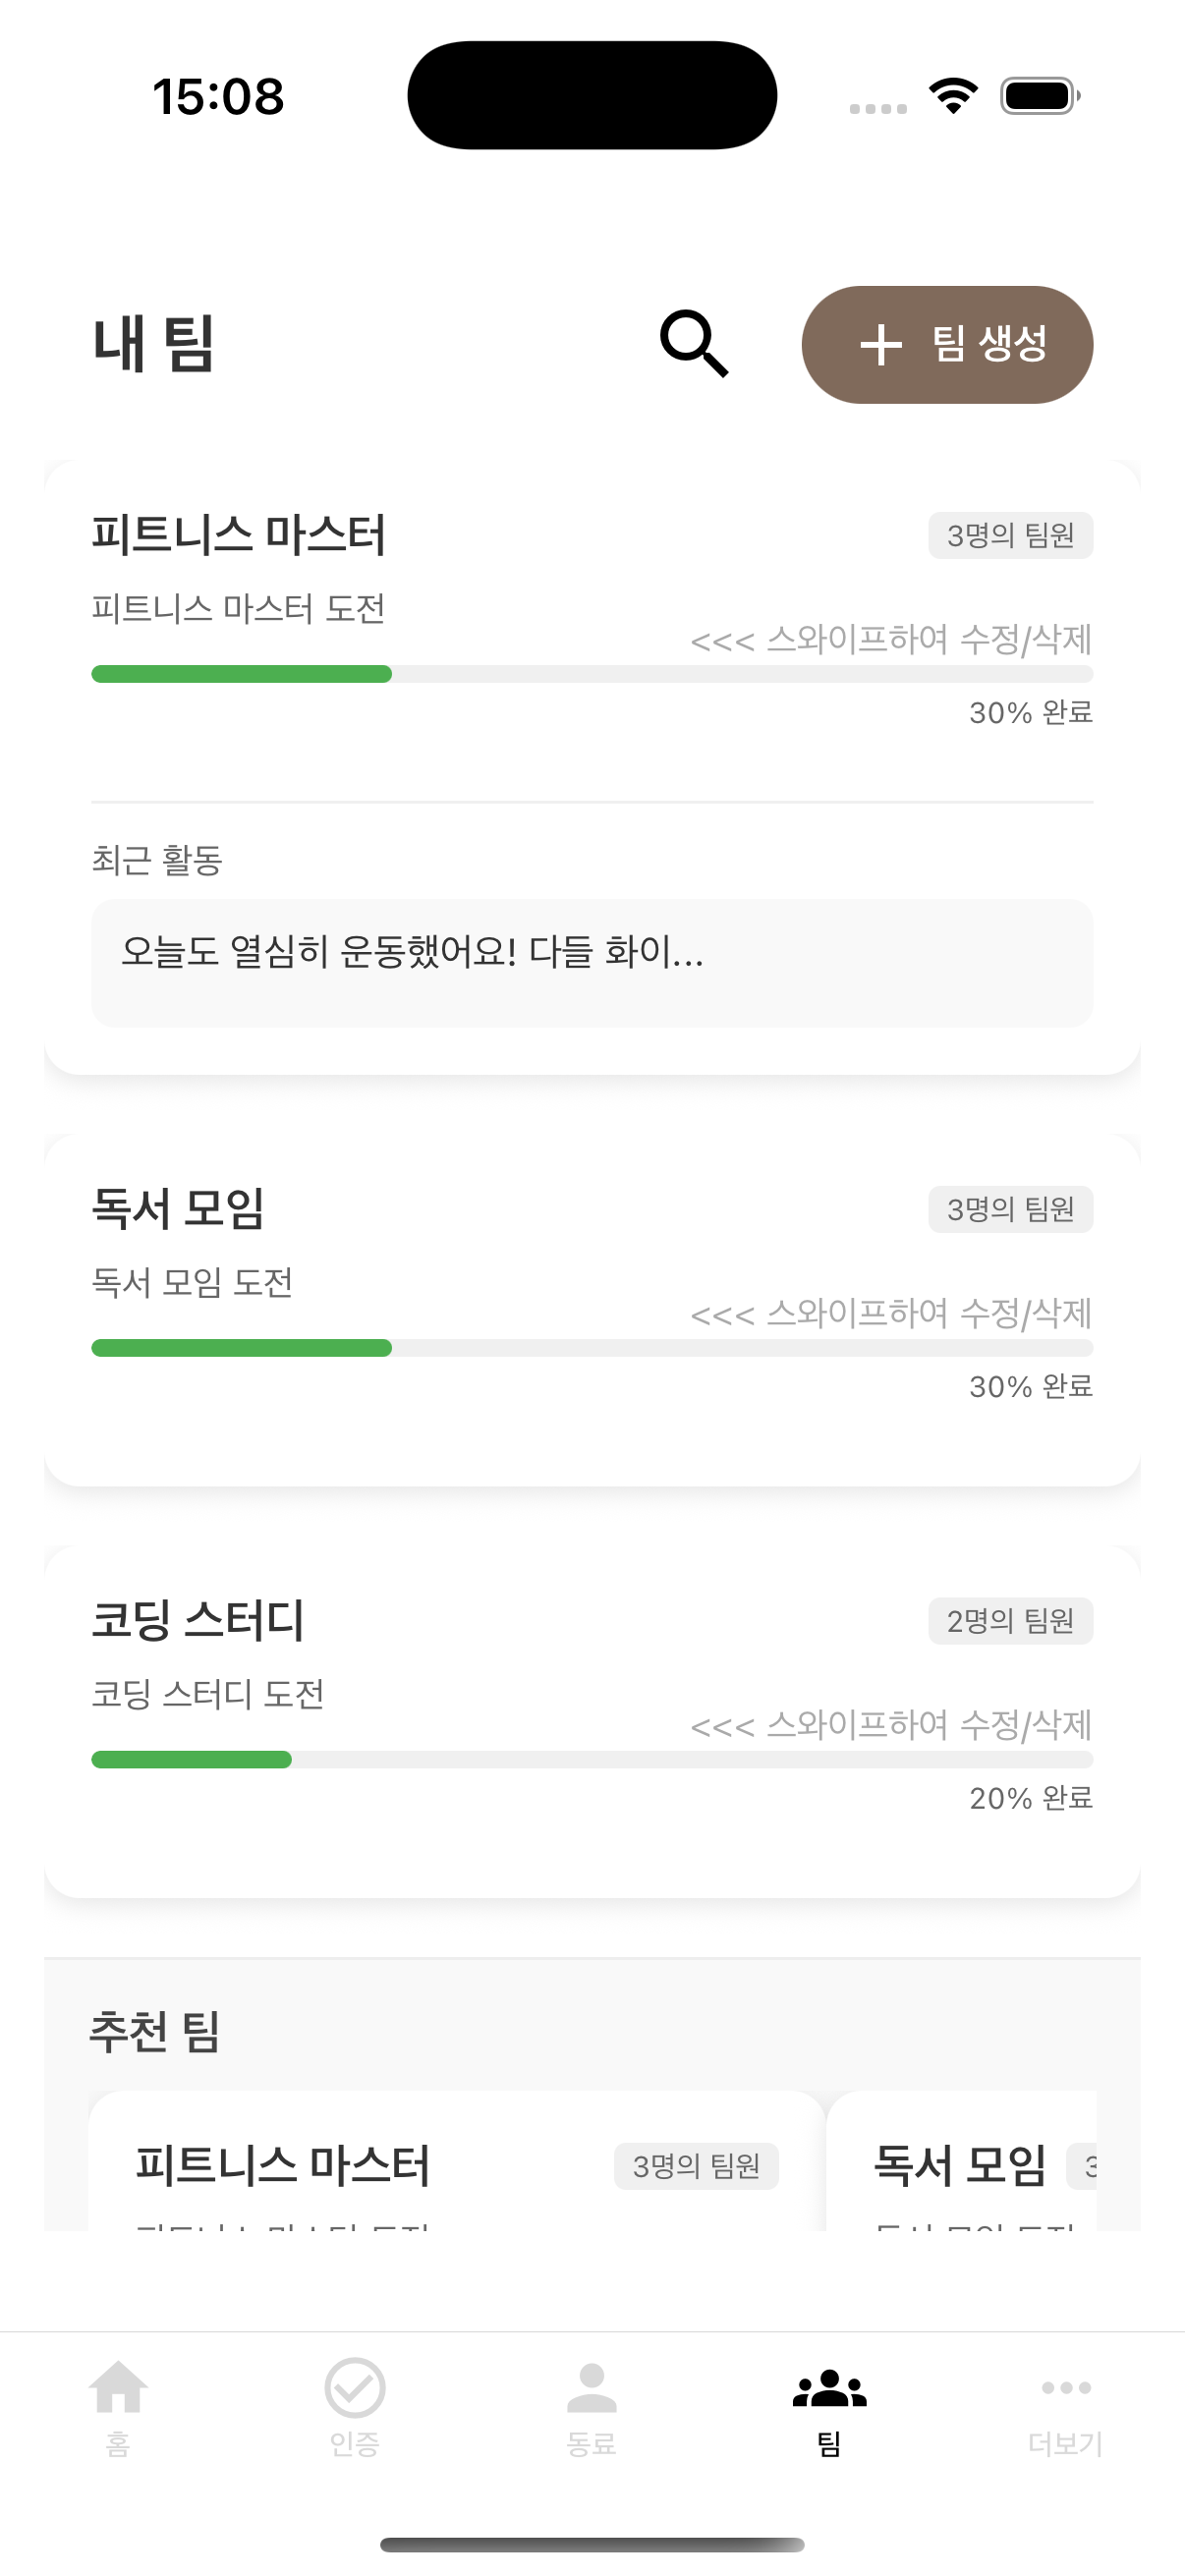 15:08
내 팀
팀 생성
피트니스 마스터
3명의 팀원
피트니스 마스터 도전
<<< 스와이프하여 수정/삭제
30% 완료
최근 활동
오늘도 열심히 운동했어요! 다들 화이...
독서 모임
3명의 팀원
독서 모임 도전
<<< 스와이프하여 수정/삭제
30% 완료
코딩 스터디
2명의 팀원
코딩 스터디 도전
<<< 스와이프하여 수정/삭제
20% 완료
추천 팀
피트니스 마스터
3명의 팀원
독서 모임
홈
인증
동료
팀
더보기